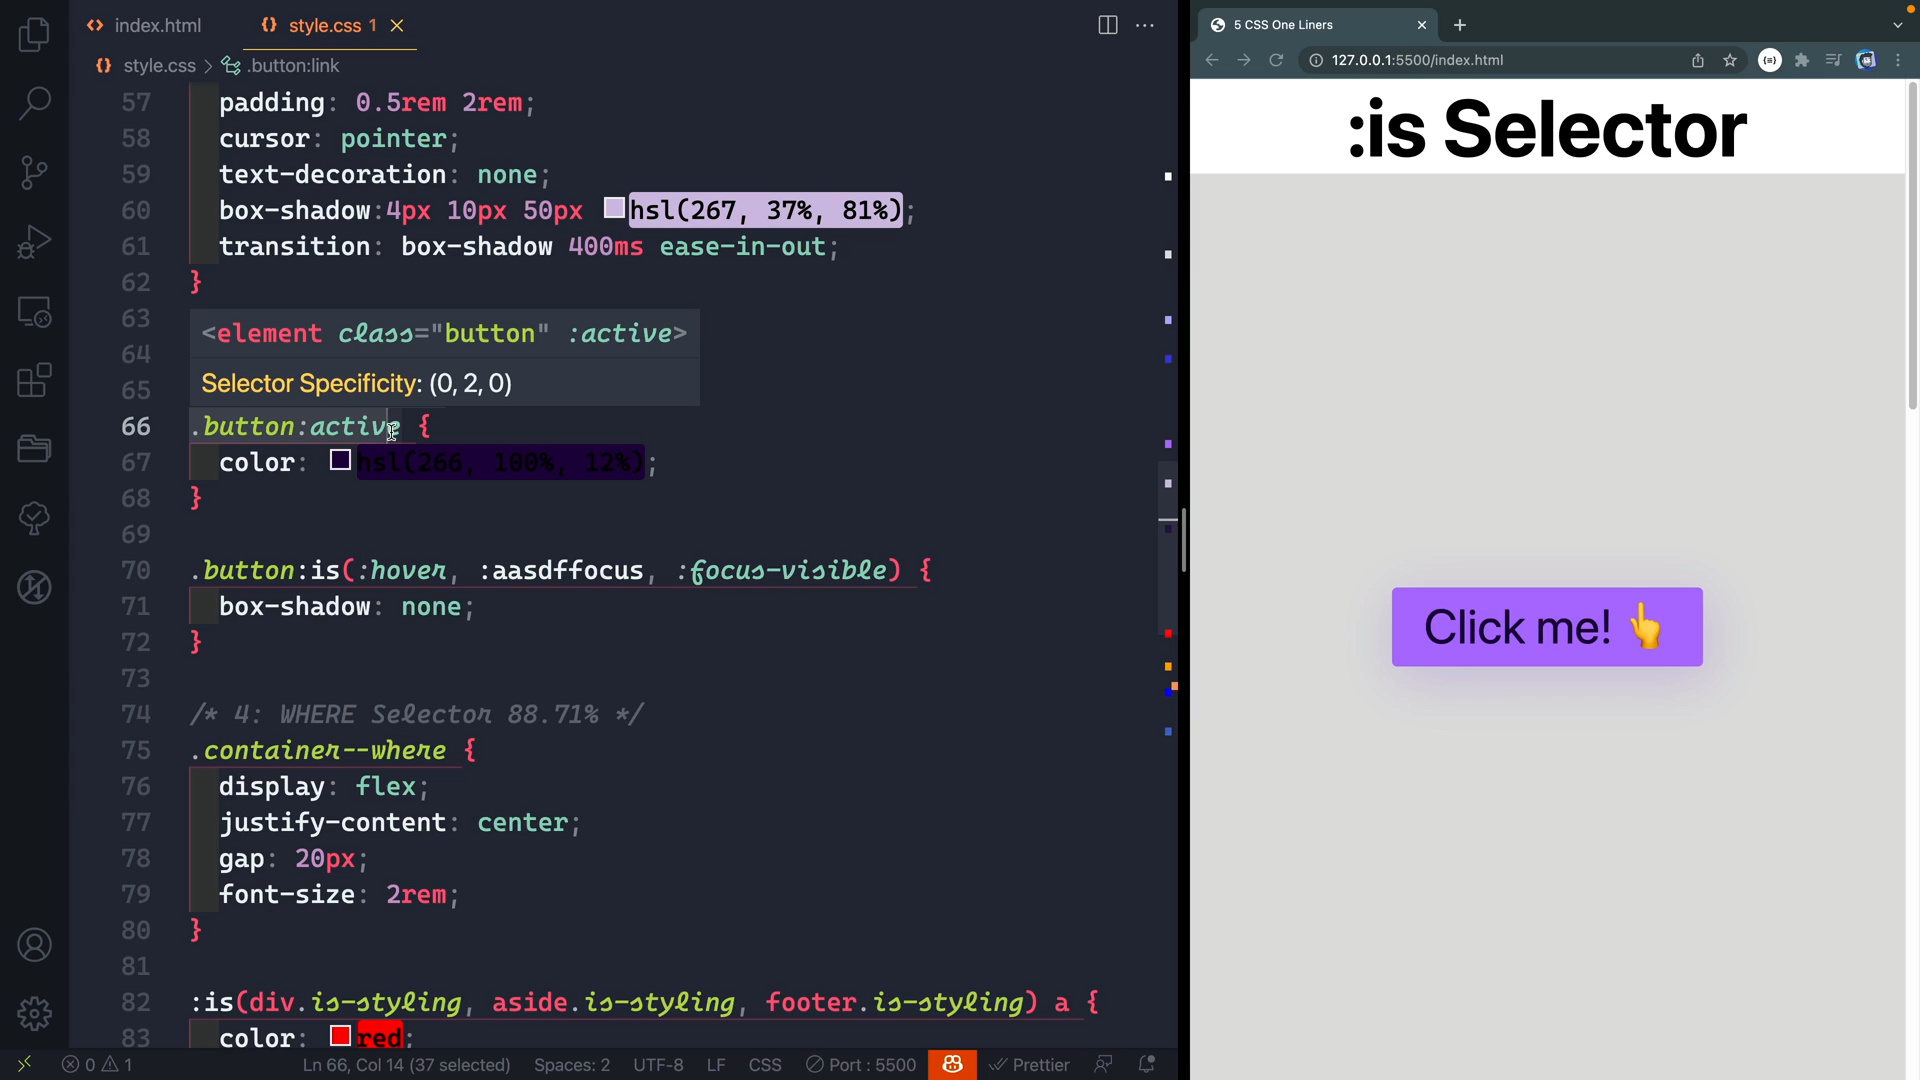 index.html
style.css 1
style.css
.button:link
57 padding: 0.5rem 2rem;
58 cursor: pointer;
59 text-decoration: none;
60 box-shadow:4px 10px 50px hsl(267, 37%, 81%);
61 transition: box-shadow 400ms ease-in-out;
62 }
63
<element class="button" :active>
64
Selector Specificity: (0, 2, 0)
65
66 .button:active {
67 color: hsl(266, 100%, 12%);
68 }
69
70 .button:is(:hover, :aasdffocus, :focus-visible) {
71 box-shadow: none;
72 }
73
74 /* 4: WHERE Selector 88.71% */
75 .container--where {
76 display: flex;
77 justify-content: center;
78 gap: 20px;
79 font-size: 2rem;
80 }
81
82 :is(div.is-styling, aside.is-styling, footer.is-styling) a {
83 color: red;
0 1
Ln 66, Col 14 (37 selected)
Spaces: 2
UTF-8
LF
CSS
Port : 5500
Prettier
5 CSS One Liners
127.0.0.1:5500/index.html
:is Selector
Click me! 👆